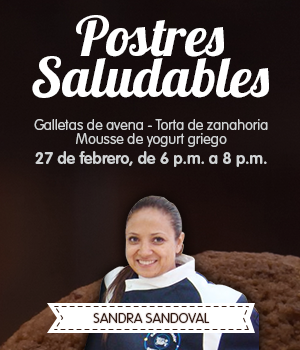 Postres
Saludables
Galletas de avena - Torta de zanahoria
Mousse de yogurt griego
27 de febrero, de 6 p.m. a 8 p.m.
SANDRA SANDOVAL